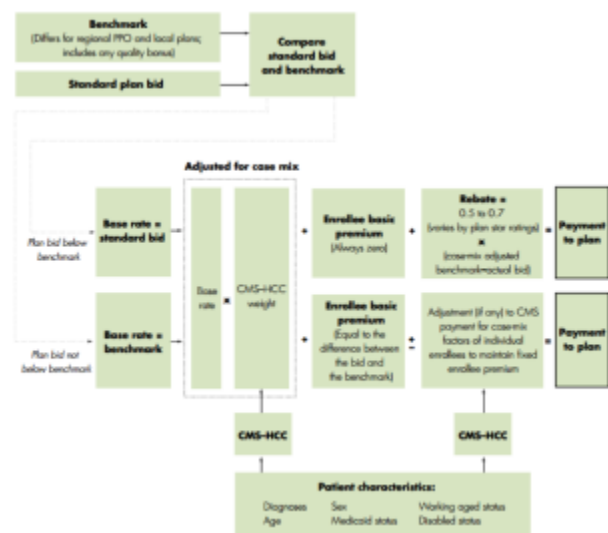 Benchmark
(Differs for regional PPO and local plans;
includes any quality bonus)
Standard plan bid
Compare
standard bid
and benchmark
Adjusted for case mix
Plan bid below
benchmark
Base rate =
standard bid
Base
rate
×
CMS–HCC
weight
+
Enrollee basic
premium
(Always zero)
+
Rebate =
0.5 to 0.7
(varies by plan star ratings)
×
(case-mix adjusted
benchmark–actual bid)
=
Payment
to plan
Plan bid not
below benchmark
Base rate =
benchmark
+
Enrollee basic
premium
(Equal to the
difference between
the bid and
the benchmark)
±
Adjustment (if any) to CMS
payment for case-mix
factors of individual
enrollees to maintain fixed
enrollee premium
=
Payment
to plan
CMS–HCC
CMS–HCC
Patient characteristics:
Diagnoses Sex Working aged status
Age Medicaid status Disabled status